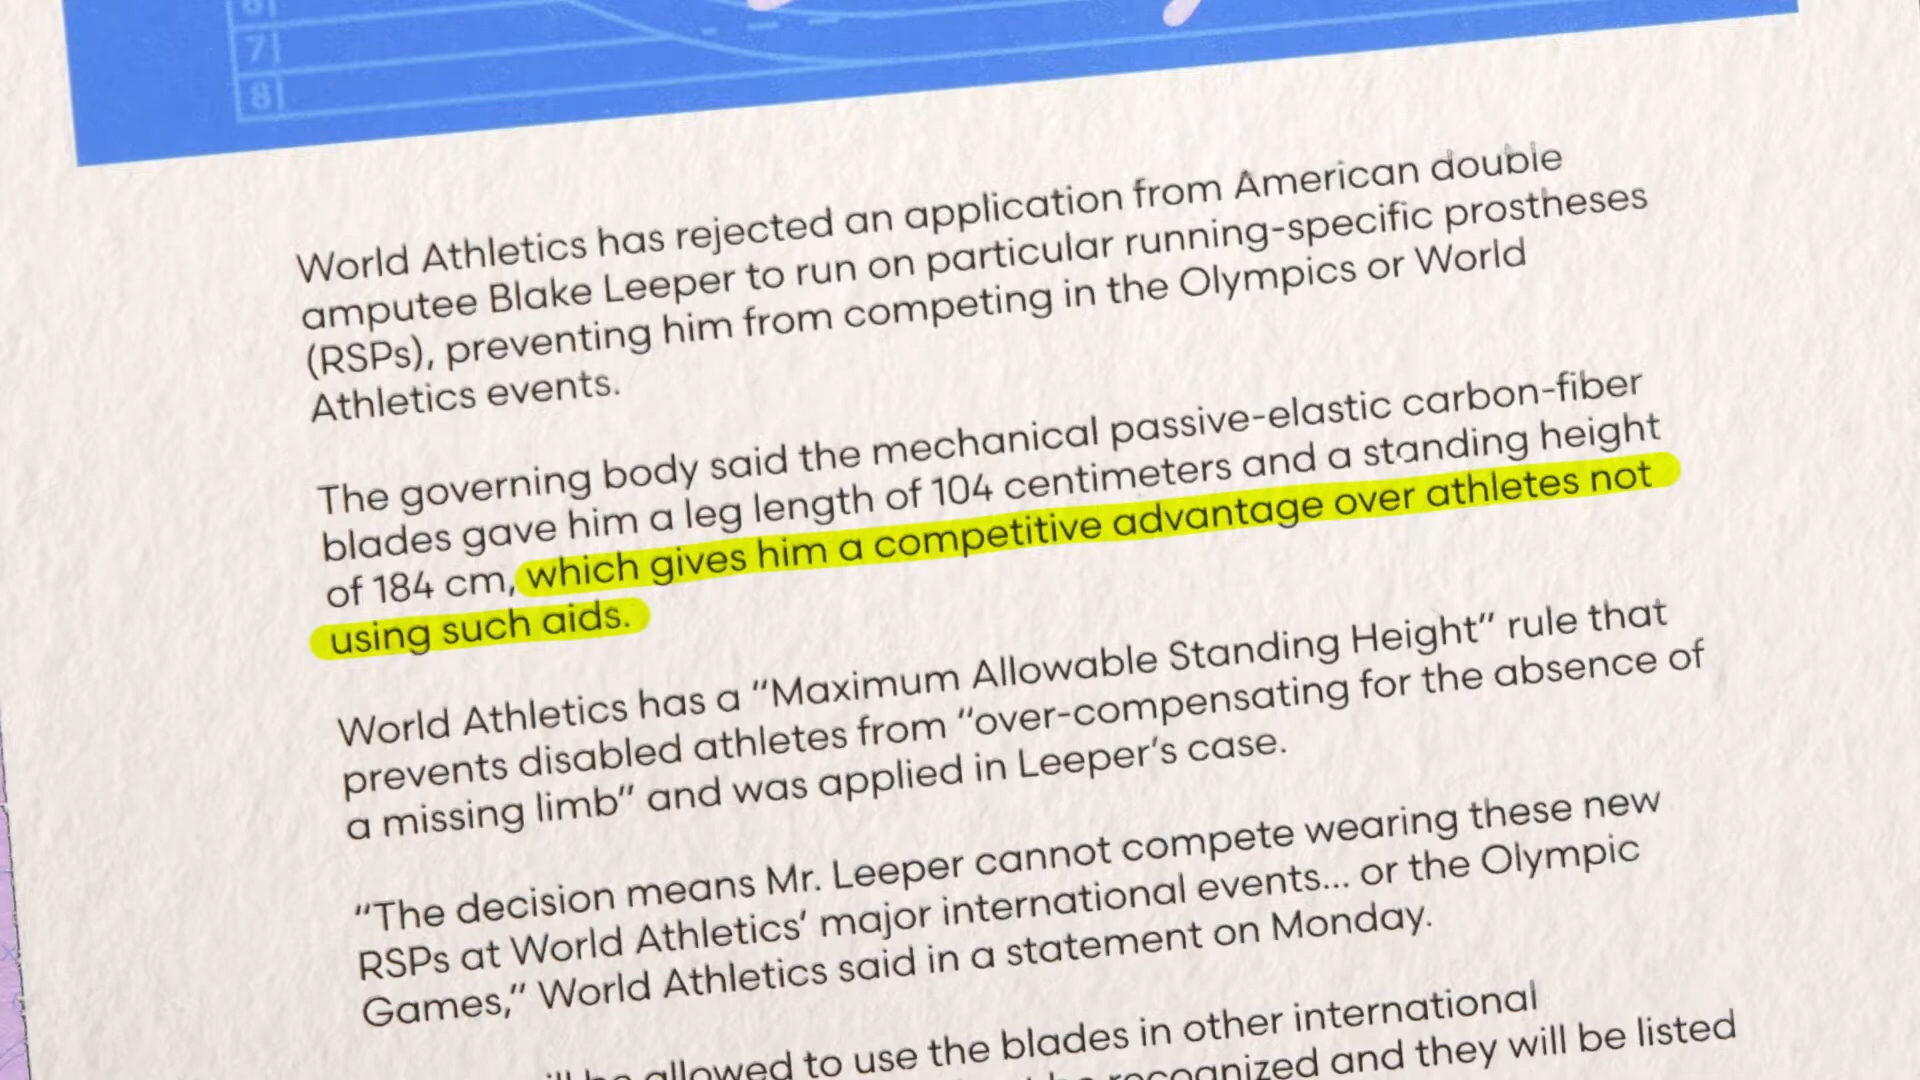 6|
7|
8|
World Athletics has rejected an application from American double
amputee Blake Leeper to run on particular running-specific prostheses
(RSPs), preventing him from competing in the Olympics or World
Athletics events.
The governing body said the mechanical passive-elastic carbon-fiber
blades gave him a leg length of 104 centimeters and a standing height
of 184 cm, which gives him a competitive advantage over athletes not
using such aids.
World Athletics has a “Maximum Allowable Standing Height” rule that
prevents disabled athletes from “over-compensating for the absence of
a missing limb” and was applied in Leeper’s case.
“The decision means Mr. Leeper cannot compete wearing these new
RSPs at World Athletics’ major international events... or the Olympic
Games,” World Athletics said in a statement on Monday.
allowed to use the blades in other international
recognized and they will be listed